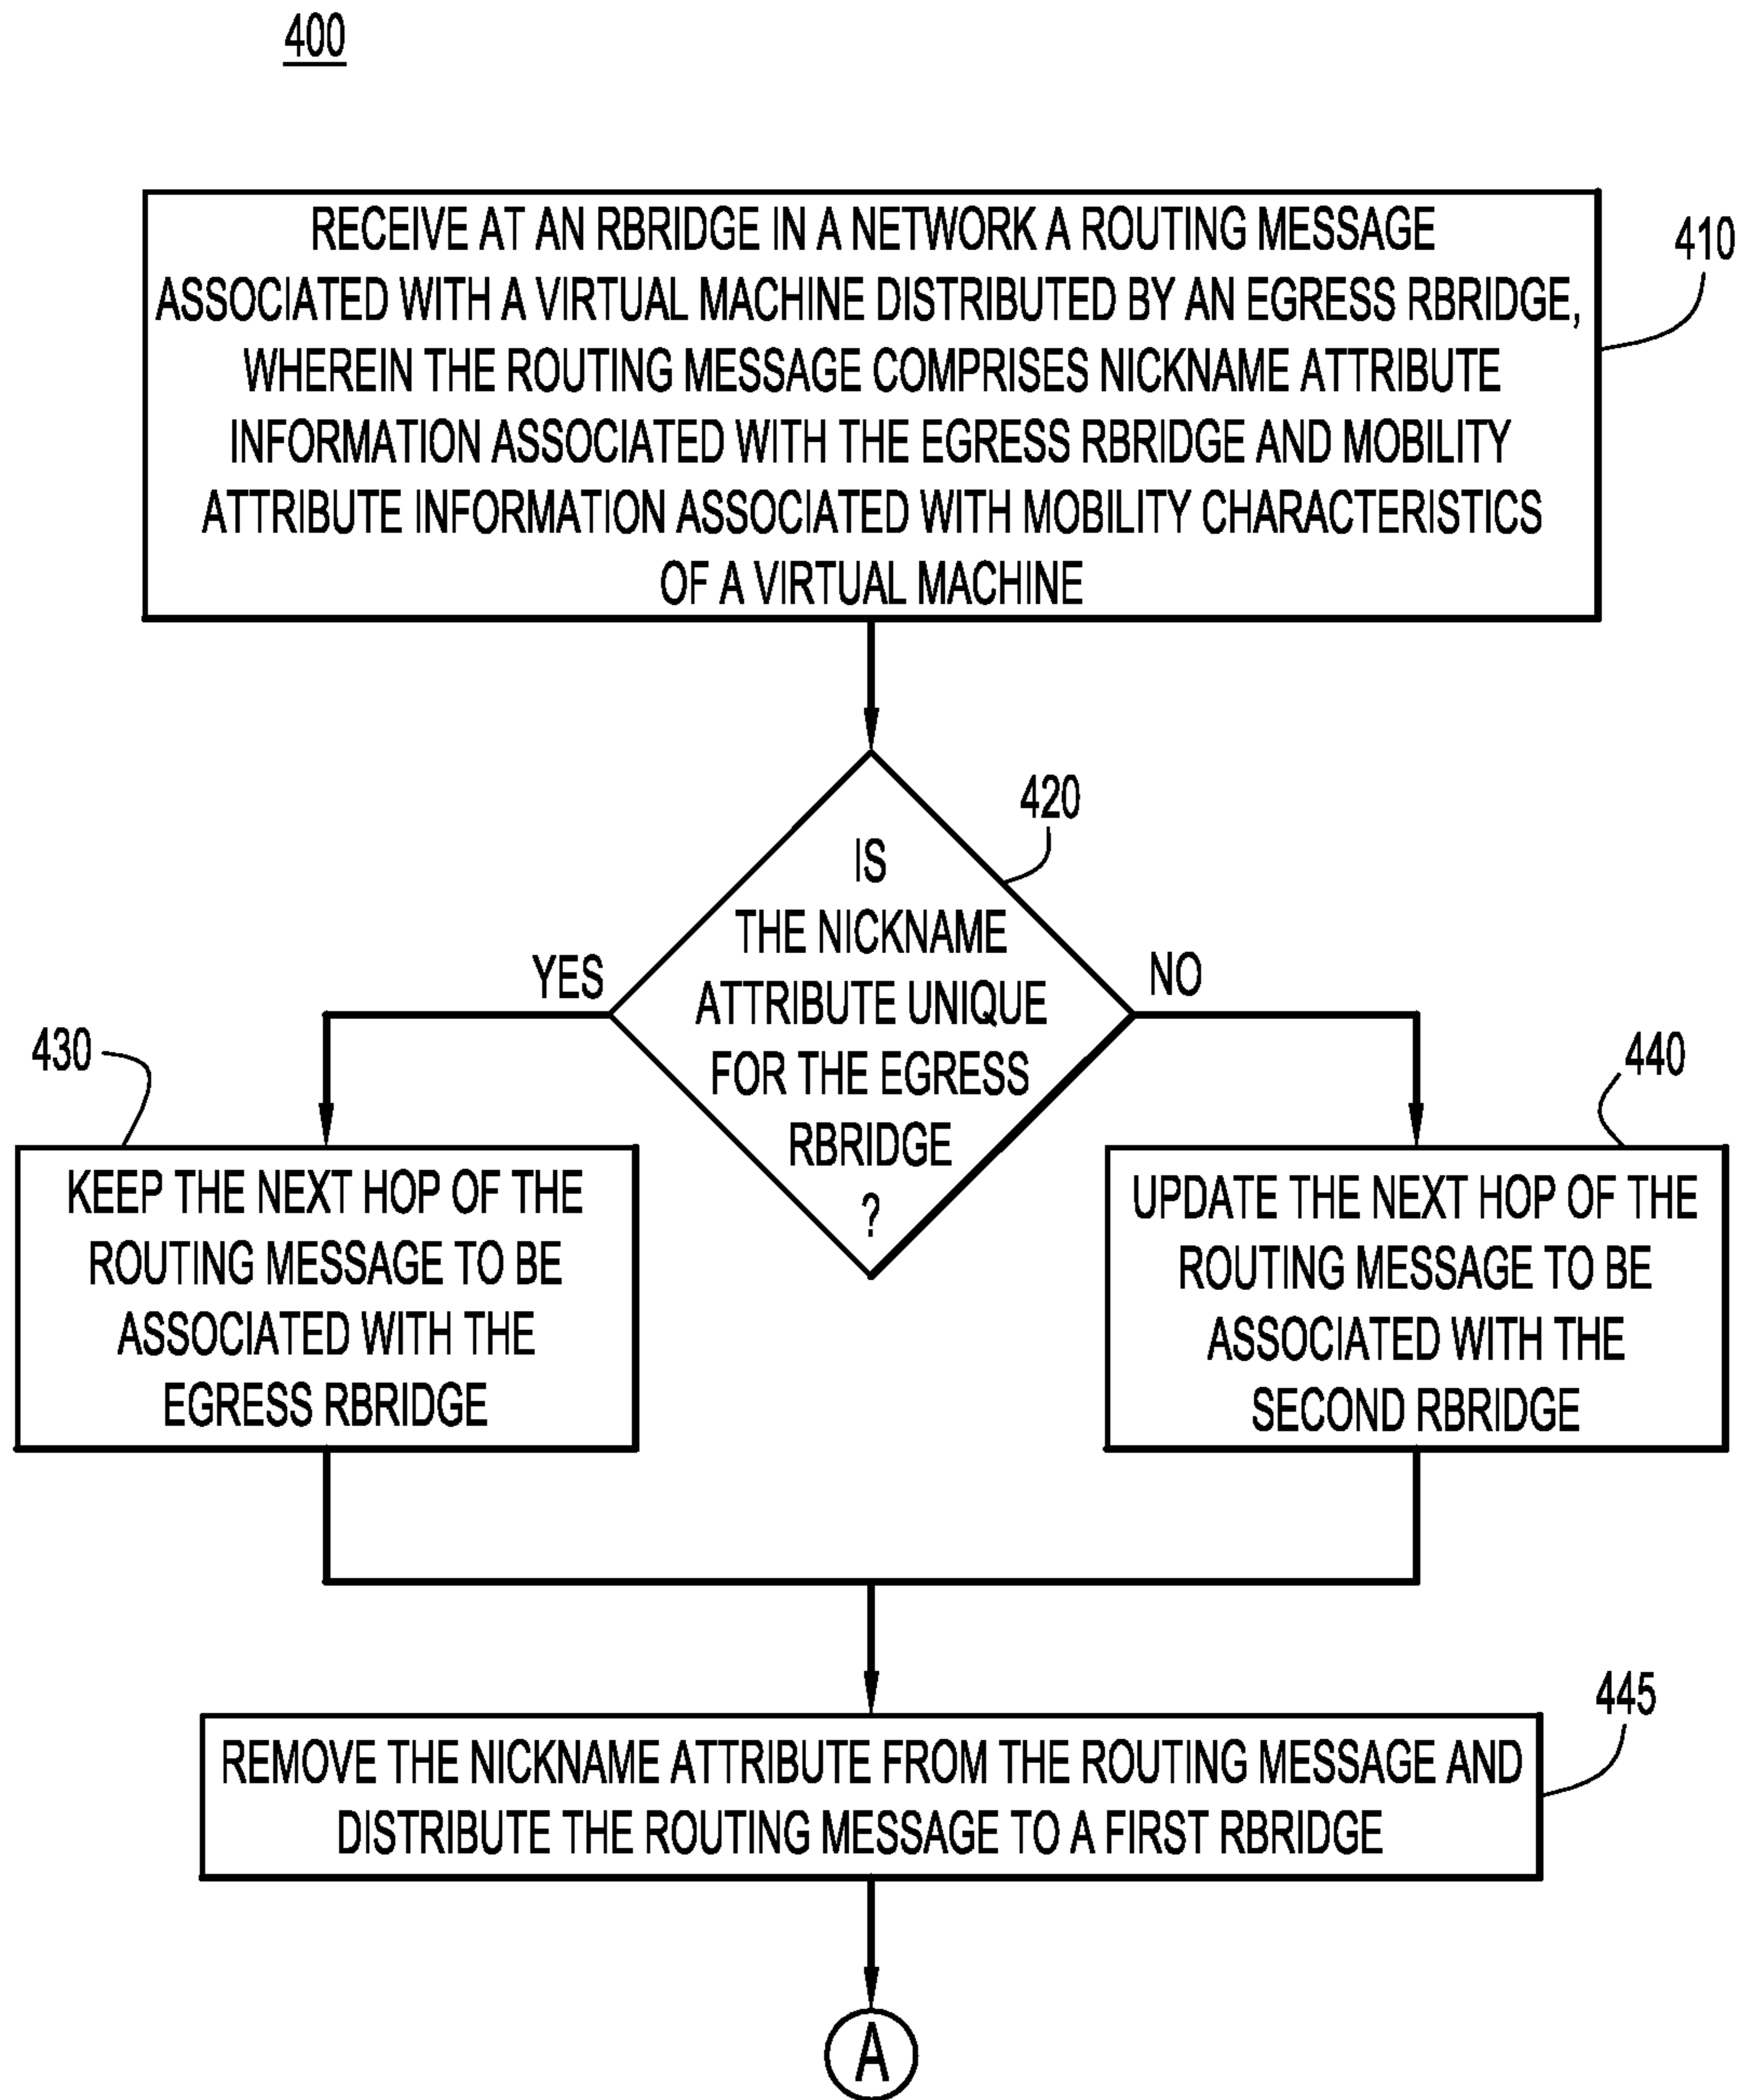 400
RECEIVE AT AN RBRIDGE IN A NETWORK A ROUTING MESSAGE
ASSOCIATED WITH A VIRTUAL MACHINE DISTRIBUTED BY AN EGRESS RBRIDGE,
WHEREIN THE ROUTING MESSAGE COMPRISES NICKNAME ATTRIBUTE
INFORMATION ASSOCIATED WITH THE EGRESS RBRIDGE AND MOBILITY
ATTRIBUTE INFORMATION ASSOCIATED WITH MOBILITY CHARACTERISTICS
OF A VIRTUAL MACHINE
410
420
IS
THE NICKNAME
ATTRIBUTE UNIQUE
FOR THE EGRESS
RBRIDGE
?
YES
NO
430
KEEP THE NEXT HOP OF THE
ROUTING MESSAGE TO BE
ASSOCIATED WITH THE
EGRESS RBRIDGE
440
UPDATE THE NEXT HOP OF THE
ROUTING MESSAGE TO BE
ASSOCIATED WITH THE
SECOND RBRIDGE
445
REMOVE THE NICKNAME ATTRIBUTE FROM THE ROUTING MESSAGE AND
DISTRIBUTE THE ROUTING MESSAGE TO A FIRST RBRIDGE
A